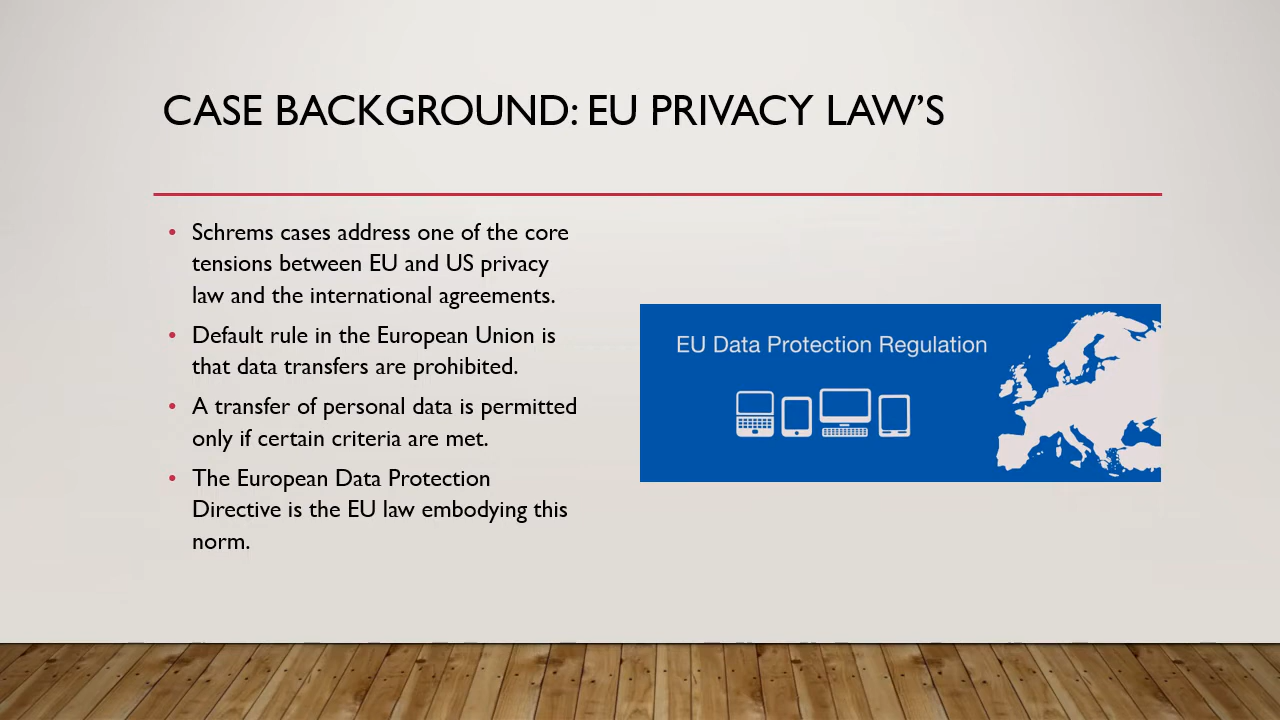 CASE BACKGROUND: EU PRIVACY LAW’S
• Schrems cases address one of the core
tensions between EU and US privacy
law and the international agreements.
• Default rule in the European Union is
that data transfers are prohibited.
• A transfer of personal data is permitted
only if certain criteria are met.
• The European Data Protection
Directive is the EU law embodying this
norm.
EU Data Protection Regulation